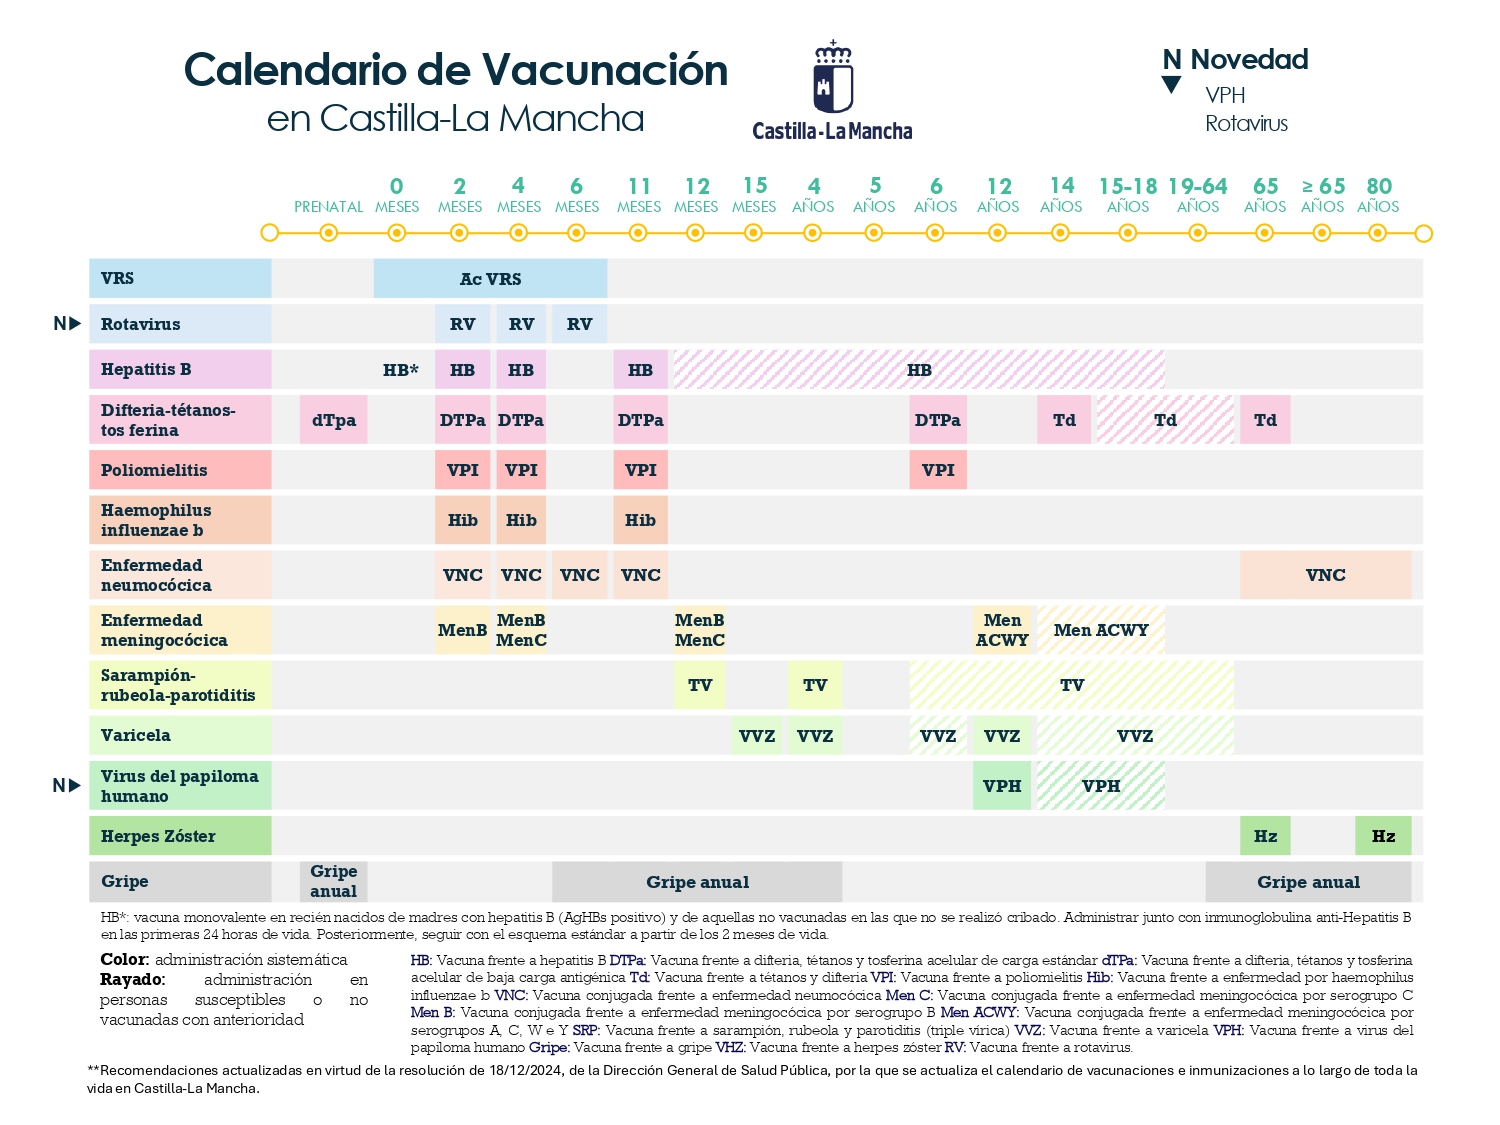 Calendario de Vacunación
en Castilla-La Mancha
Castilla-La Mancha
N Novedad
VPH
Rotavirus
0 2 4 6 11 12 15 4 5 6 12 14 15-18 19-64 65 ≥ 65 80
PRENATAL MESES MESES MESES MESES MESES MESES MESES AÑOS AÑOS AÑOS AÑOS AÑOS AÑOS AÑOS AÑOS AÑOS AÑOS
VRS Ac VRS
N Rotavirus RV RV RV
Hepatitis B HB* HB HB HB HB
Difteria-tétanos-
tos ferina dTpa DTPa DTPa DTPa DTPa Td Td Td
Poliomielitis VPI VPI VPI VPI
Haemophilus
influenzae b Hib Hib Hib
Enfermedad
neumocócica VNC VNC VNC VNC VNC
Enfermedad MenB MenB Men
meningocócica MenB MenC MenC ACWY Men ACWY
Sarampión-
rubeola-parotiditis TV TV TV
Varicela VVZ VVZ VVZ VVZ VVZ
N Virus del papiloma
humano VPH VPH
Herpes Zóster Hz Hz
Gripe Gripe
anual Gripe anual Gripe anual
HB*: vacuna monovalente en recién nacidos de madres con hepatitis B (AgHBs positivo) y de aquellas no vacunadas en las que no se realizó cribado. Administrar junto con inmunoglobulina anti-Hepatitis B
en las primeras 24 horas de vida. Posteriormente, seguir con el esquema estándar a partir de los 2 meses de vida.
Color: administración sistemática
Rayado: administración en
personas susceptibles o no
vacunadas con anterioridad
HB: Vacuna frente a hepatitis B DTPa: Vacuna frente a difteria, tétanos y tosferina acelular de carga estándar dTPa: Vacuna frente a difteria, tétanos y tosferina
acelular de baja carga antigénica Td: Vacuna frente a tétanos y difteria VPI: Vacuna frente a poliomielitis Hib: Vacuna frente a enfermedad por haemophilus
influenzae b VNC: Vacuna conjugada frente a enfermedad neumocócica Men C: Vacuna conjugada frente a enfermedad meningocócica por serogrupo C
Men B: Vacuna conjugada frente a enfermedad meningocócica por serogrupo B Men ACWY: Vacuna conjugada frente a enfermedad meningocócica por
serogrupos A, C, W e Y SRP: Vacuna frente a sarampión, rubeola y parotiditis (triple vírica) VVZ: Vacuna frente a varicela VPH: Vacuna frente a virus del
papiloma humano Gripe: Vacuna frente a gripe VHZ: Vacuna frente a herpes zóster RV: Vacuna frente a rotavirus.
**Recomendaciones actualizadas en virtud de la resolución de 18/12/2024, de la Dirección General de Salud Pública, por la que se actualiza el calendario de vacunaciones e inmunizaciones a lo largo de toda la
vida en Castilla-La Mancha.